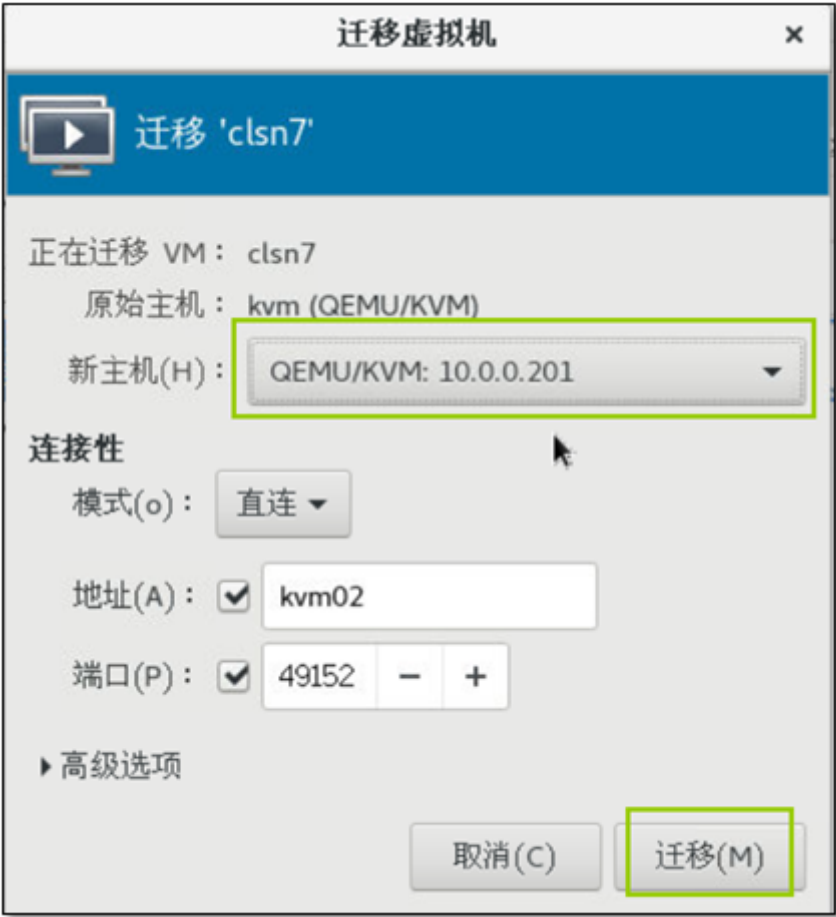 迁移虚拟机 ×
迁移 'clsn7'
正在迁移 VM： clsn7
原始主机： kvm (QEMU/KVM)
新主机(H)： QEMU/KVM: 10.0.0.201
连接性
模式(o)： 直连
地址(A)： kvm02
端口(P)： 49152 − +
高级选项
取消(C) 迁移(M)